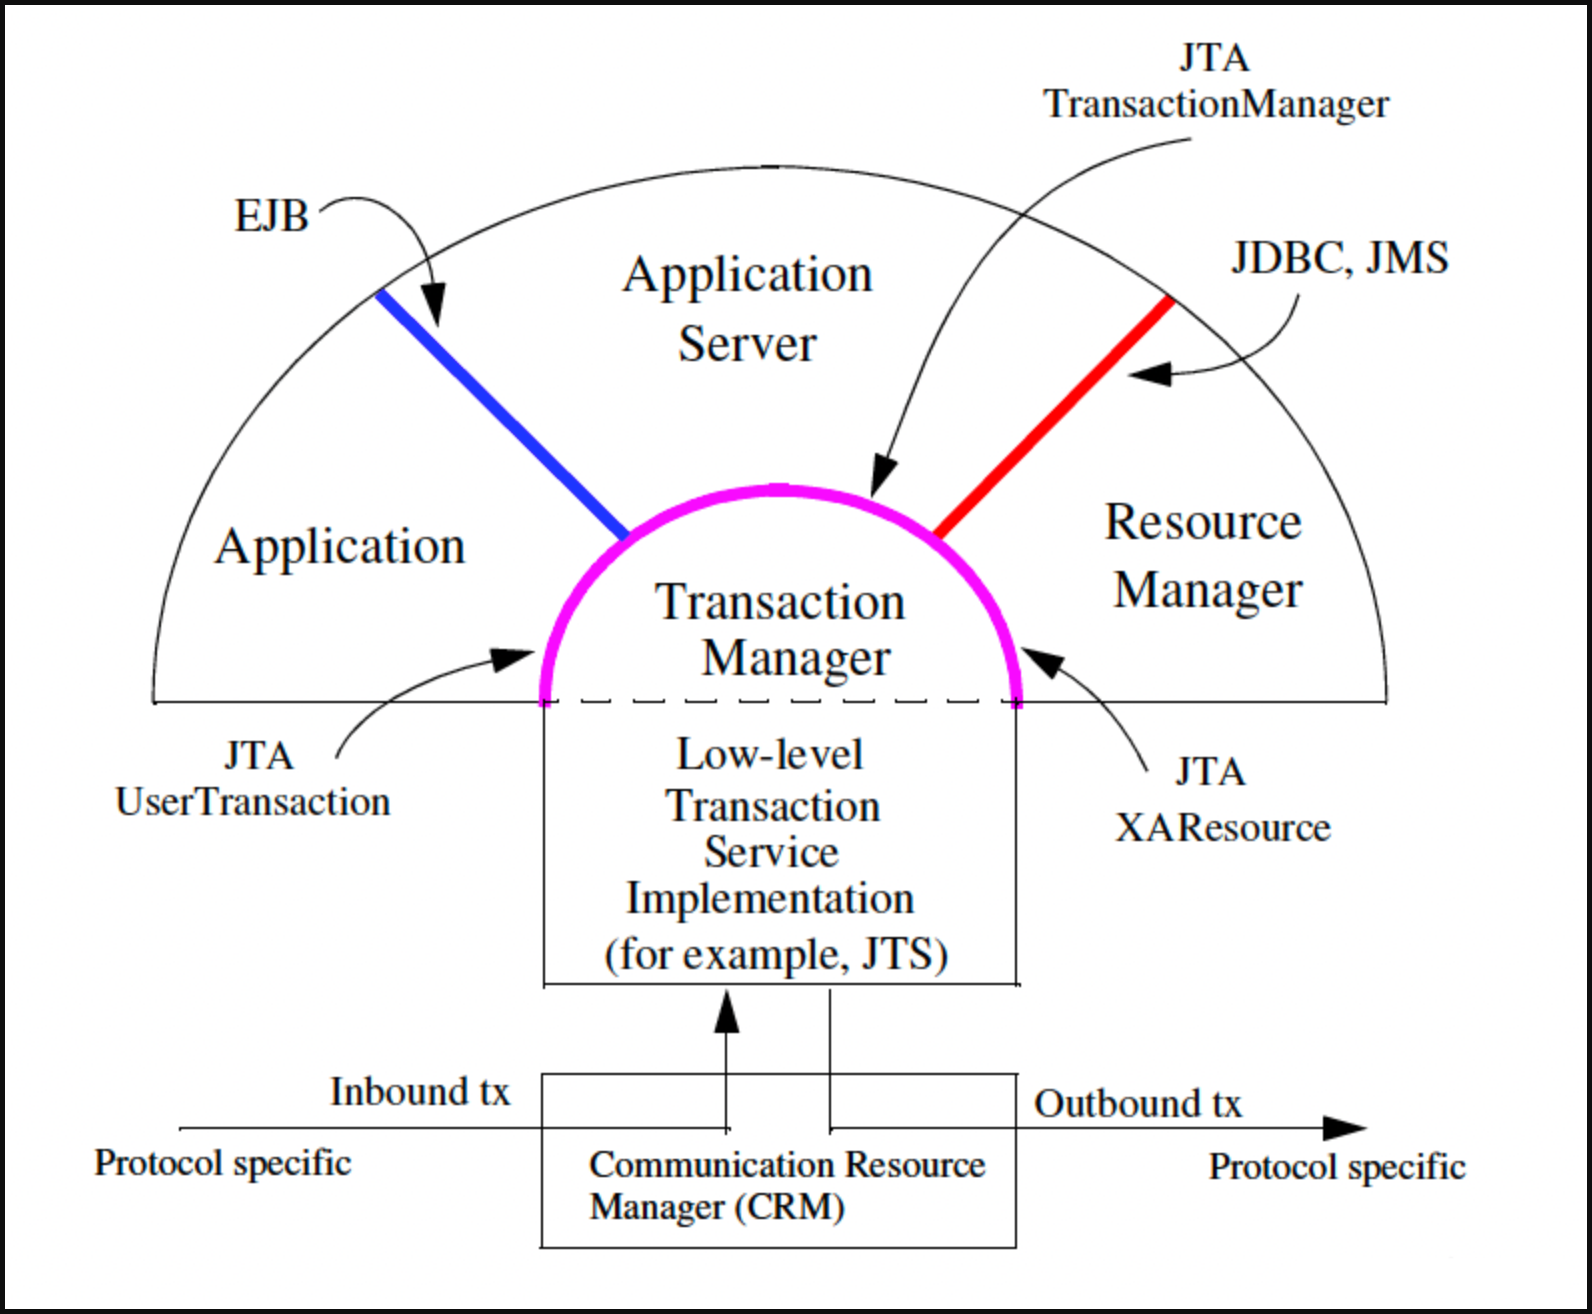 JTA
TransactionManager
EJB
JDBC, JMS
Application
Server
Application
Resource
Manager
Transaction
Manager
JTA
UserTransaction
JTA
XAResource
Low-level
Transaction
Service
Implementation
(for example, JTS)
Inbound tx
Outbound tx
Protocol specific
Communication Resource
Manager (CRM)
Protocol specific